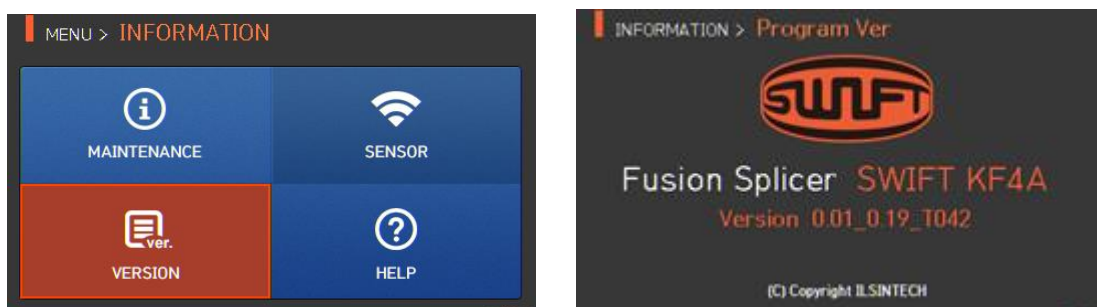 MENU > INFORMATION
MAINTENANCE
SENSOR
ver.
VERSION
HELP
INFORMATION > Program Ver
SWIFT
Fusion Splicer SWIFT KF4A
Version 0.01_0.19_T042
(C) Copyright ILSINTECH